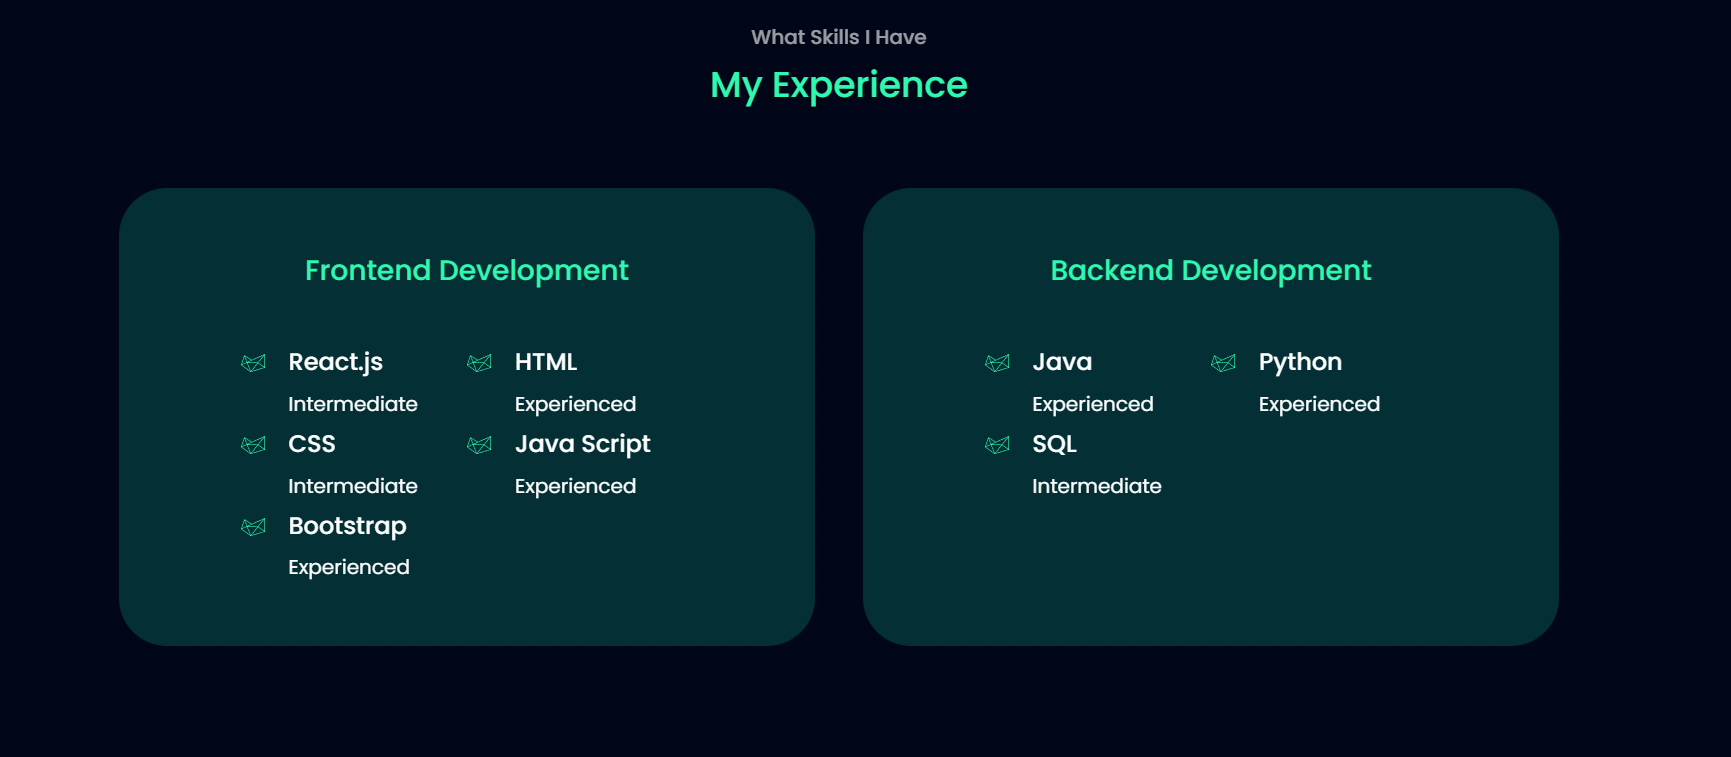 What Skills I Have
My Experience
Frontend Development
React.js
Intermediate
HTML
Experienced
CSS
Intermediate
Java Script
Experienced
Bootstrap
Experienced
Backend Development
Java
Experienced
Python
Experienced
SQL
Intermediate